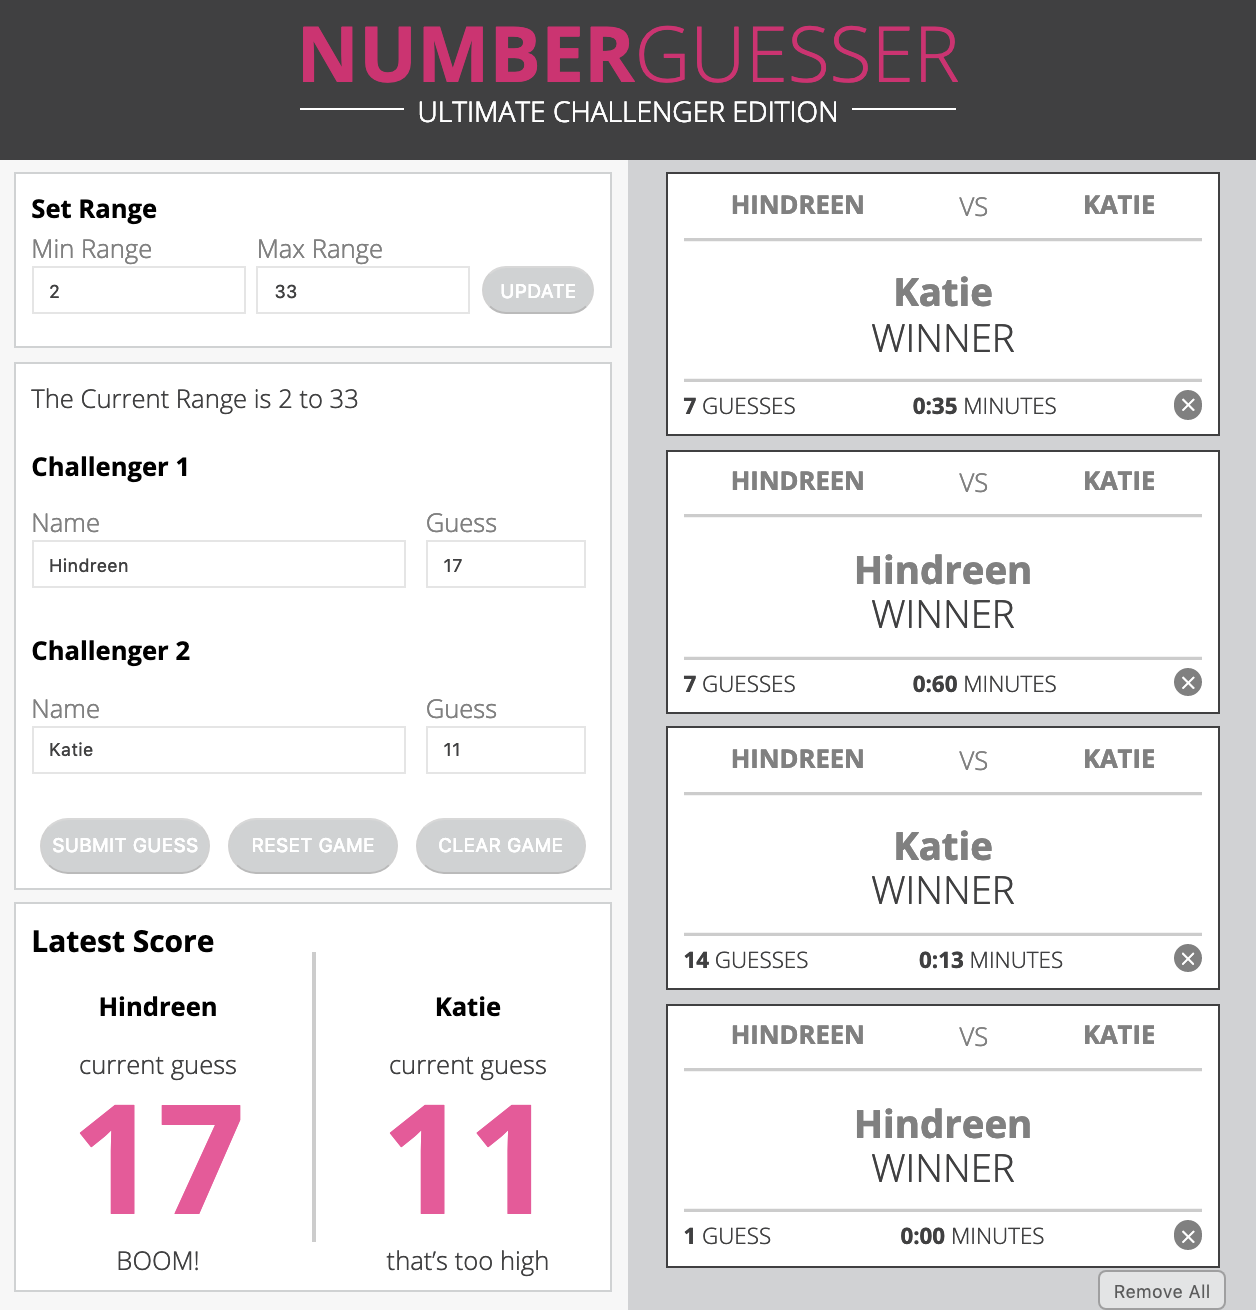 NUMBERGUESSER
ULTIMATE CHALLENGER EDITION
Set Range
Min Range Max Range
2 33 UPDATE
The Current Range is 2 to 33
Challenger 1
Name Guess
Hindreen 17
Challenger 2
Name Guess
Katie 11
SUBMIT GUESS RESET GAME CLEAR GAME
Latest Score
Hindreen Katie
current guess current guess
17 11
BOOM! that's too high
HINDREEN VS KATIE
Katie
WINNER
7 GUESSES 0:35 MINUTES
HINDREEN VS KATIE
Hindreen
WINNER
7 GUESSES 0:60 MINUTES
HINDREEN VS KATIE
Katie
WINNER
14 GUESSES 0:13 MINUTES
HINDREEN VS KATIE
Hindreen
WINNER
1 GUESS 0:00 MINUTES
Remove All